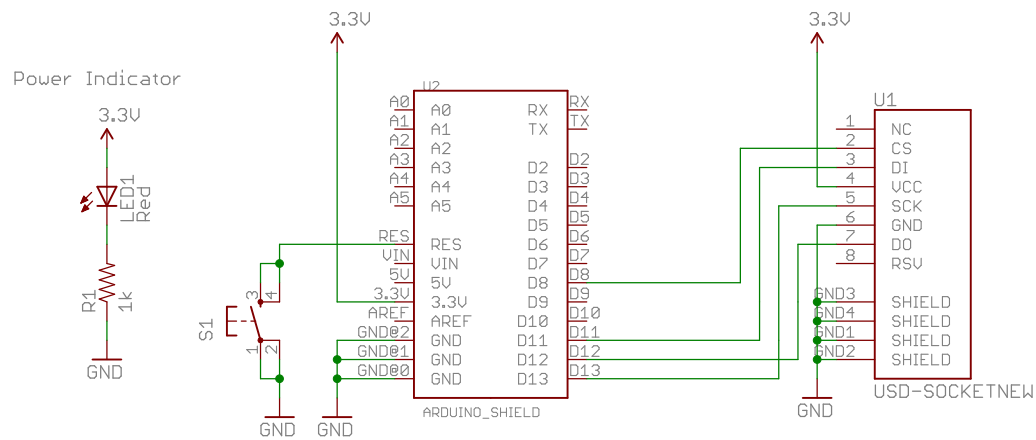 3.3V
3.3V
Power Indicator
3.3V
LED1
Red
R1
1k
GND
S1
3
4
1
2
GND
GND
U2
A0
A1
A2
A3
A4
A5
RES
VIN
5V
3.3V
AREF
GND@2
GND@1
GND@0
A0
A1
A2
A3
A4
A5
RES
VIN
5V
3.3V
AREF
GND
GND
GND
RX
TX
D2
D3
D4
D5
D6
D7
D8
D9
D10
D11
D12
D13
RX
TX
D2
D3
D4
D5
D6
D7
D8
D9
D10
D11
D12
D13
ARDUINO_SHIELD
U1
1 NC
2 CS
3 DI
4 VCC
5 SCK
6 GND
7 DO
8 RSV
GND3 SHIELD
GND4 SHIELD
GND1 SHIELD
GND2 SHIELD
USD-SOCKETNEW
GND